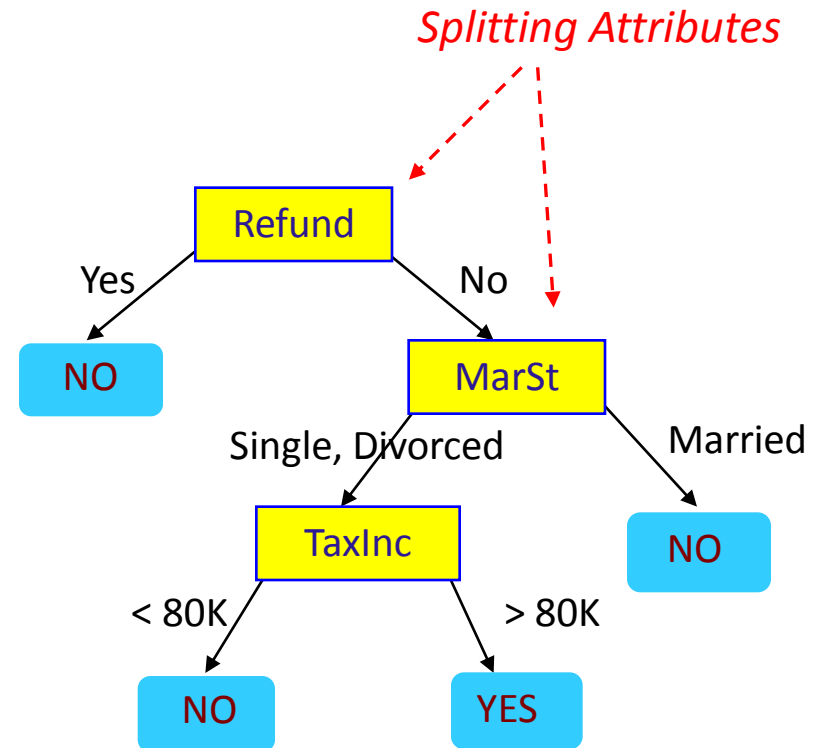 Splitting Attributes
Refund
Yes
No
NO
MarSt
Single, Divorced
Married
TaxInc
NO
< 80K
> 80K
NO
YES